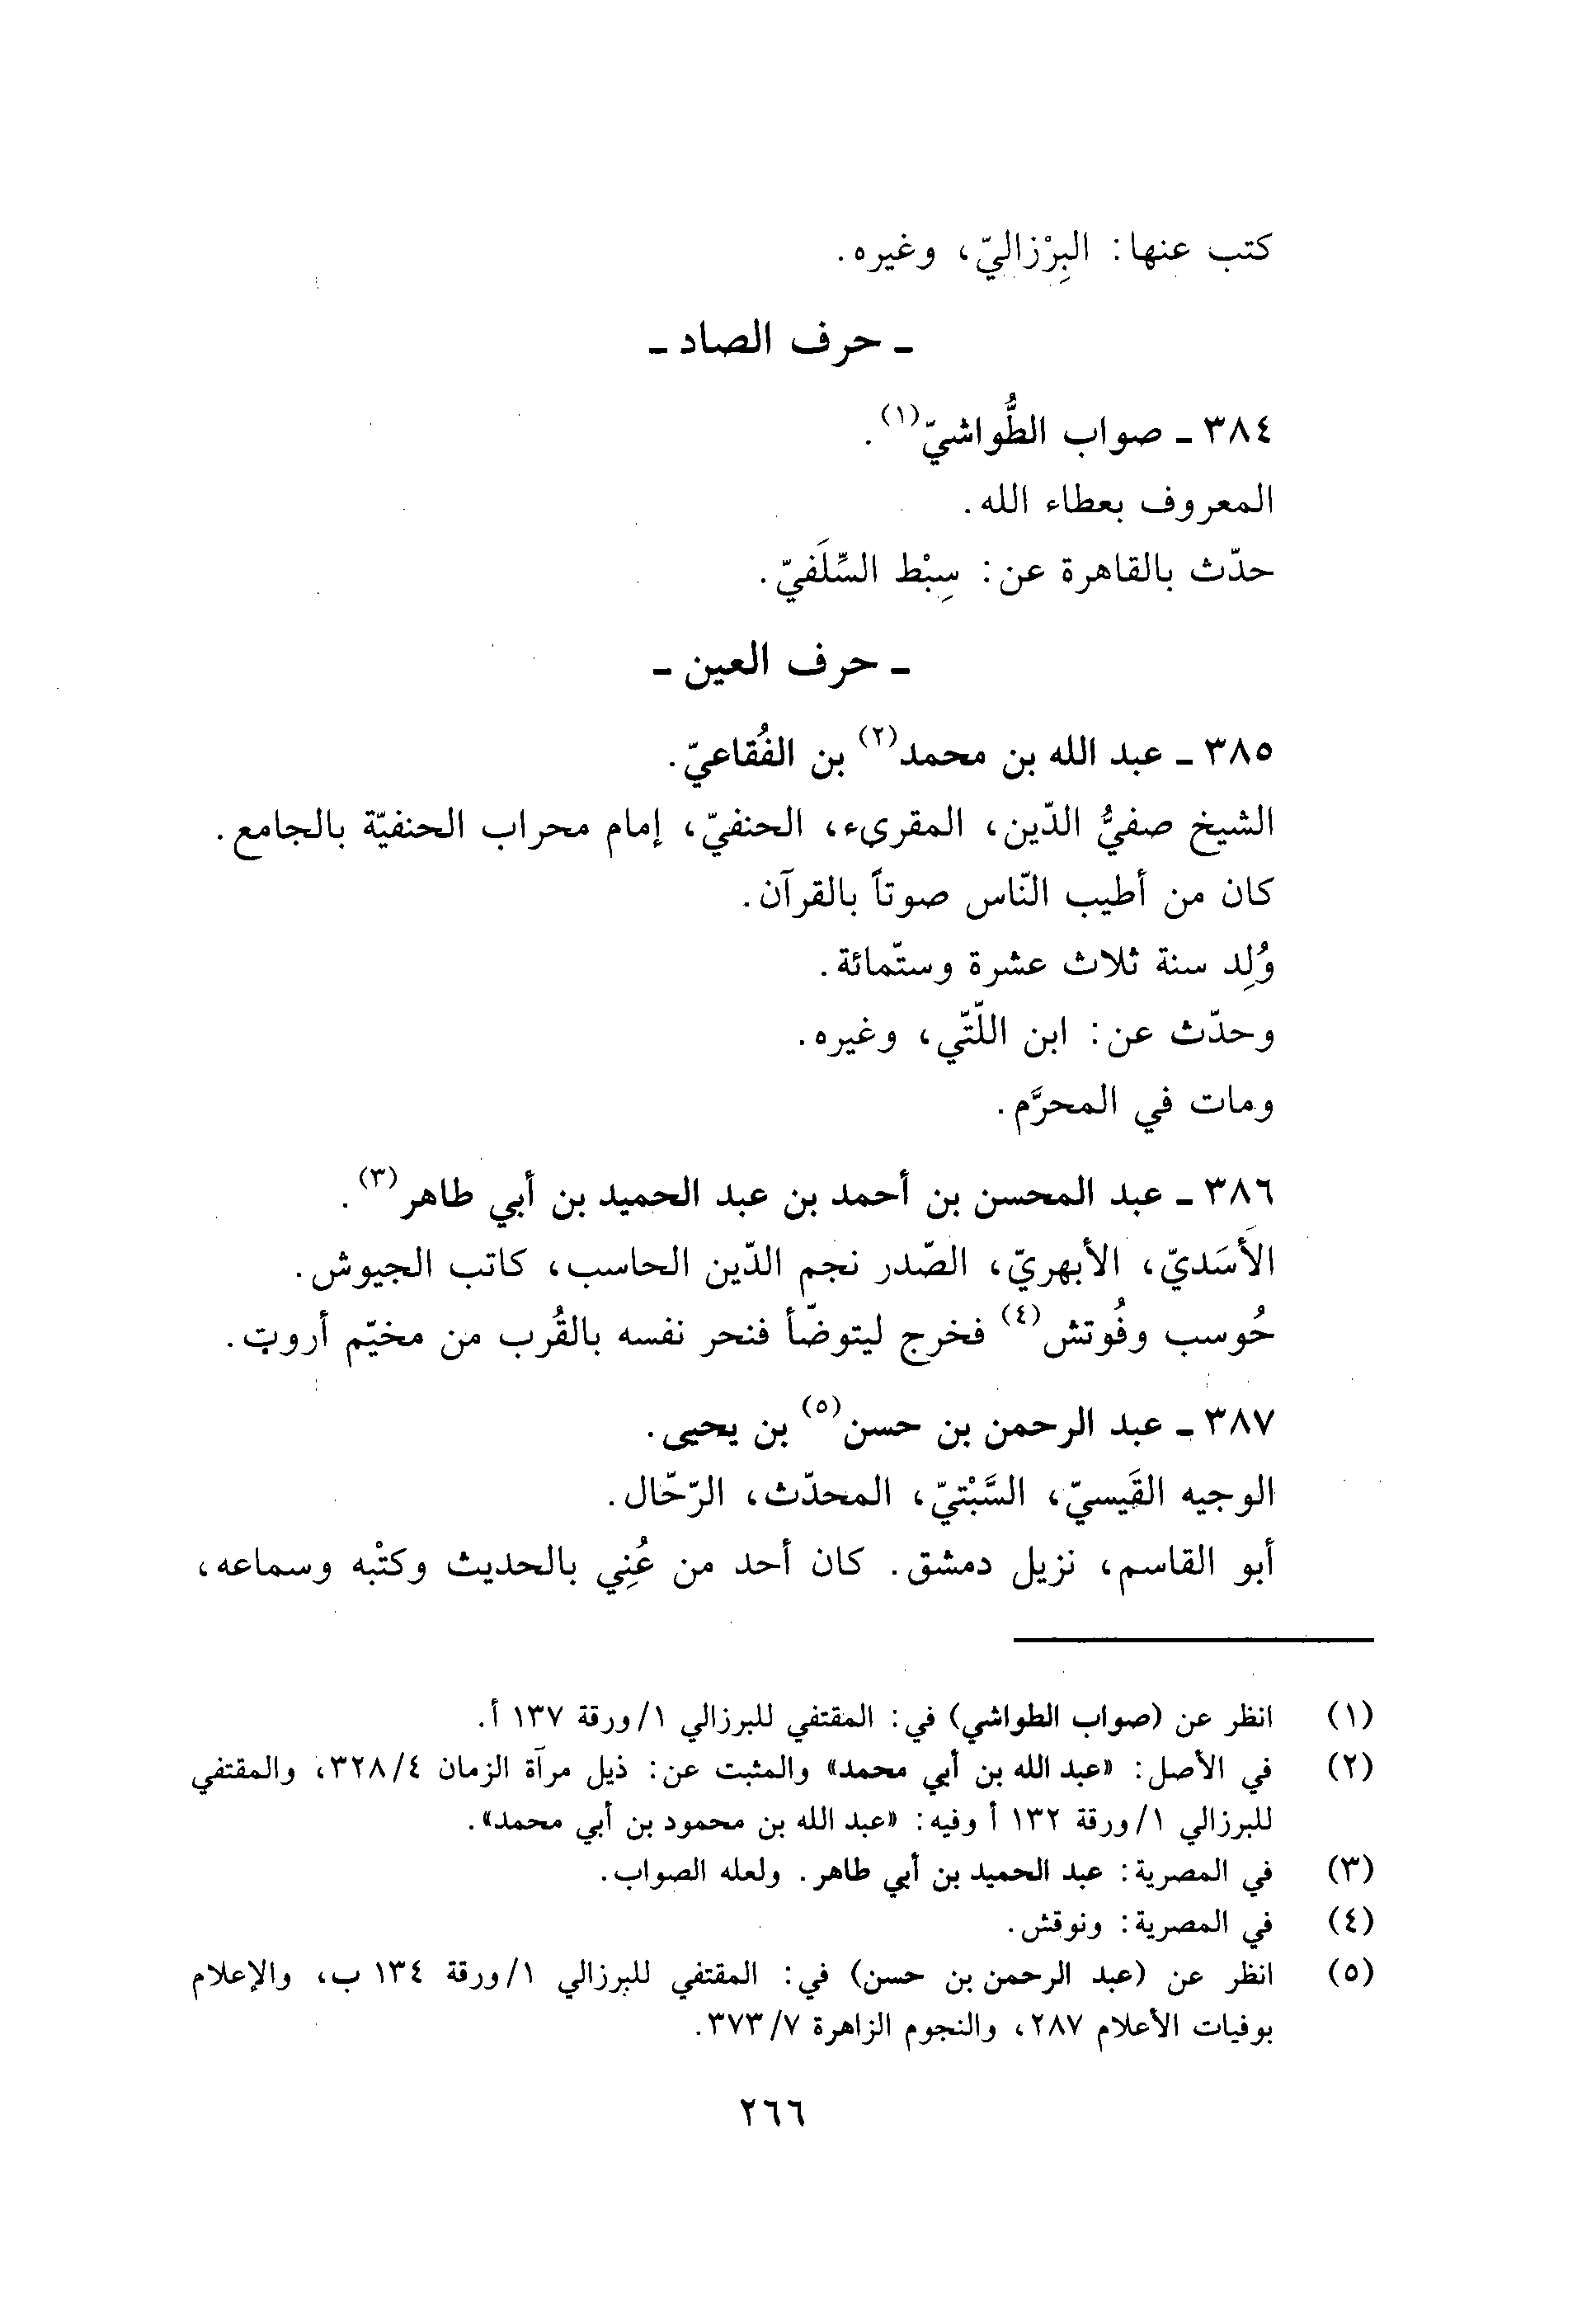 كتب عنها: البِرْزاليّ، وغيره.
ـ حرف الصاد ـ
٣٨٤ ـ صواب الطُّواشيّ(١).
المعروف بعطاء الله.
حدّث بالقاهرة عن: سِبْط السِّلَفيّ.
ـ حرف العين ـ
٣٨٥ ـ عبد الله بن محمد(٢) بن الفُقاعيّ.
الشيخ صفيُّ الدّين، المقرىء، الحنفيّ، إمام محراب الحنفيّة بالجامع.
كان من أطيب النّاس صوتاً بالقرآن.
وُلِد سنة ثلاث عشرة وستّمائة.
وحدّث عن: ابن اللّتّي، وغيره.
ومات في المحرَّم.
٣٨٦ ـ عبد المحسن بن أحمد بن عبد الحميد بن أبي طاهر(٣).
الأَسَديّ، الأبهريّ، الصّدر نجم الدّين الحاسب، كاتب الجيوش.
حُوسب وفُوتش(٤) فخرج ليتوضّأ فنحر نفسه بالقُرب من مخيّم أروب.
٣٨٧ ـ عبد الرحمن بن حسن(٥) بن يحيى.
الوجيه القَيسيّ، السَّبْتيّ، المحدّث، الرّحّال.
أبو القاسم، نزيل دمشق. كان أحد من عُنِي بالحديث وكتْبه وسماعه،
(١) انظر عن (صواب الطواشي) في: المقتفي للبرزالي ١/ورقة ١٣٧ أ.
(٢) في الأصل: «عبد الله بن أبي محمد» والمثبت عن: ذيل مرآة الزمان ٣٢٨/٤، والمقتفي
للبرزالي ١/ورقة ١٣٢ أ وفيه: «عبد الله بن محمود بن أبي محمد».
(٣) في المصرية: عبد الحميد بن أبي طاهر. ولعله الصواب.
(٤) في المصرية: ونوقش.
(٥) انظر عن (عبد الرحمن بن حسن) في: المقتفي للبرزالي ١/ورقة ١٣٤ ب، والإعلام
بوفيات الأعلام ٢٨٧، والنجوم الزاهرة ٣٧٣/٧.
٢٦٦